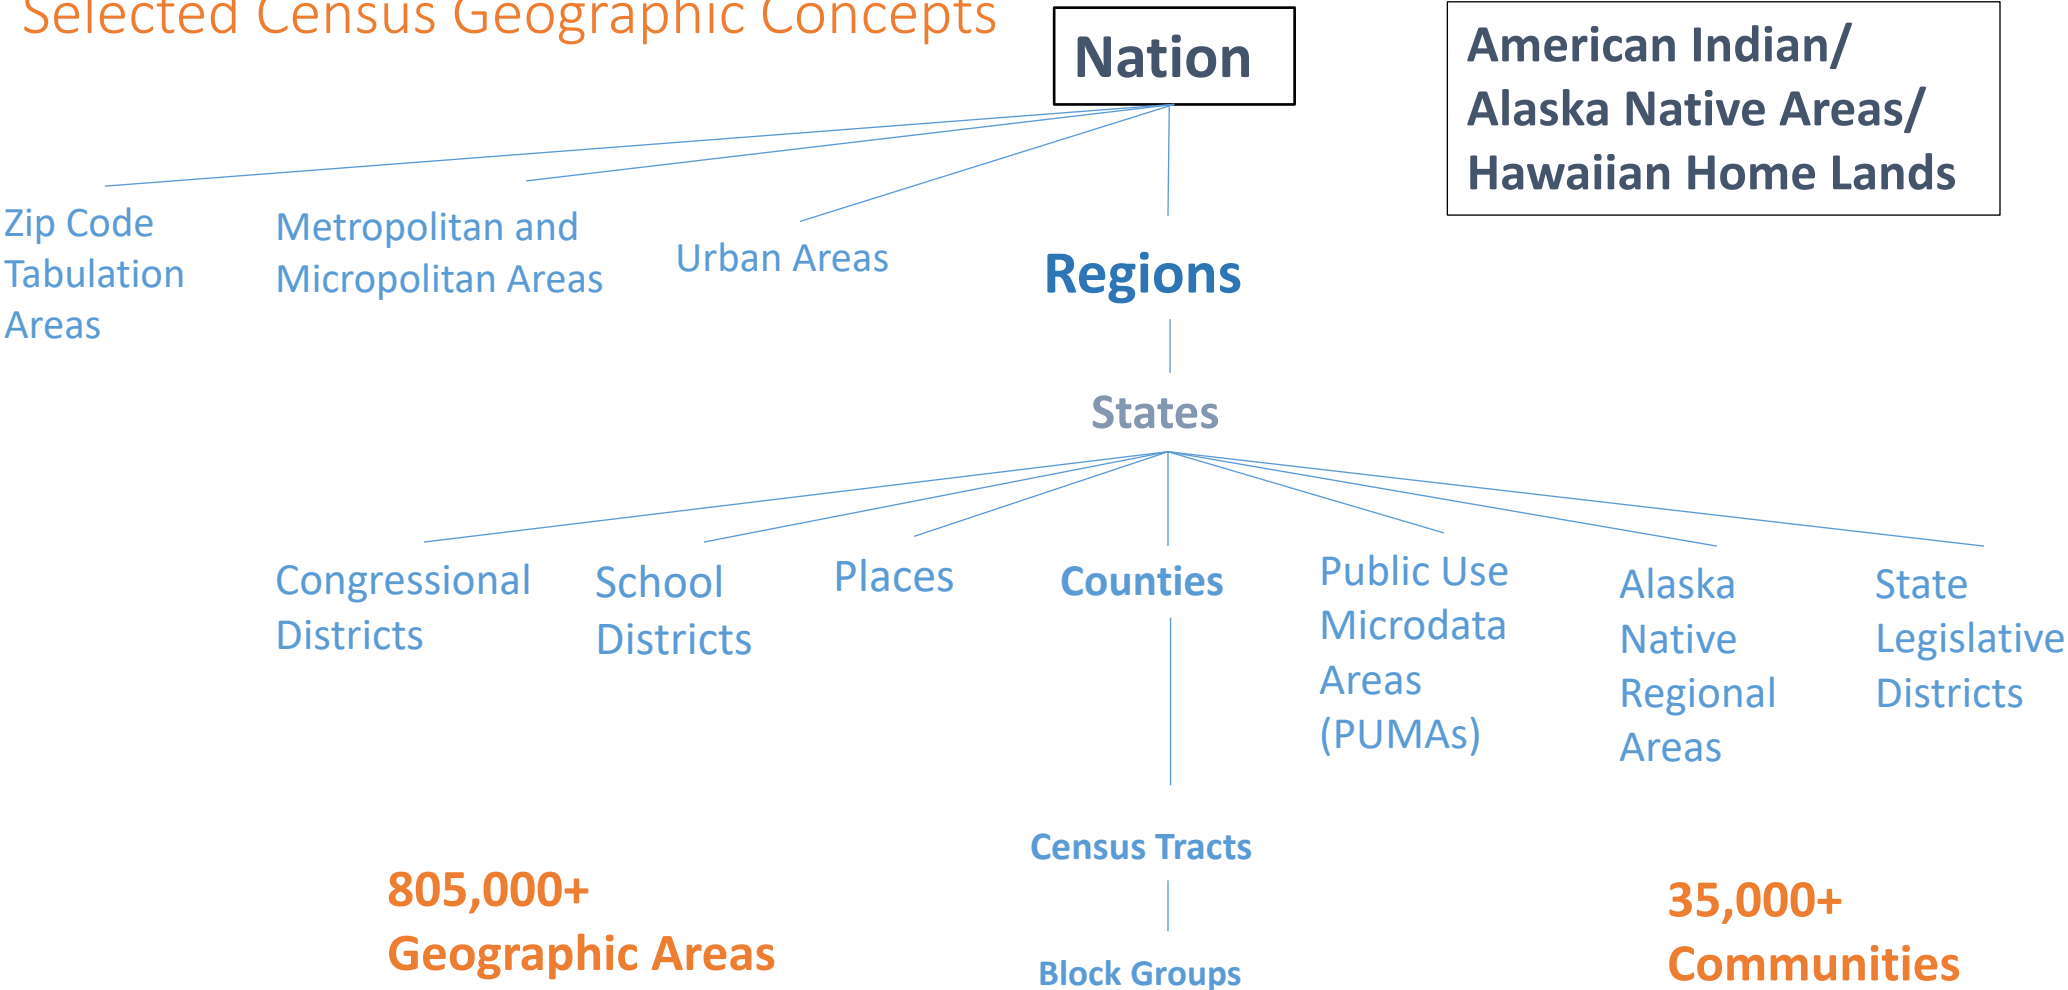 Selected Census Geographic Concepts
Nation
American Indian/
Alaska Native Areas/
Hawaiian Home Lands
Zip Code
Tabulation
Areas
Metropolitan and
Micropolitan Areas
Urban Areas
Regions
States
Congressional
Districts
School
Districts
Places
Counties
Public Use
Microdata
Areas
(PUMAs)
Alaska
Native
Regional
Areas
State
Legislative
Districts
Census Tracts
805,000+
Geographic Areas
Block Groups
35,000+
Communities